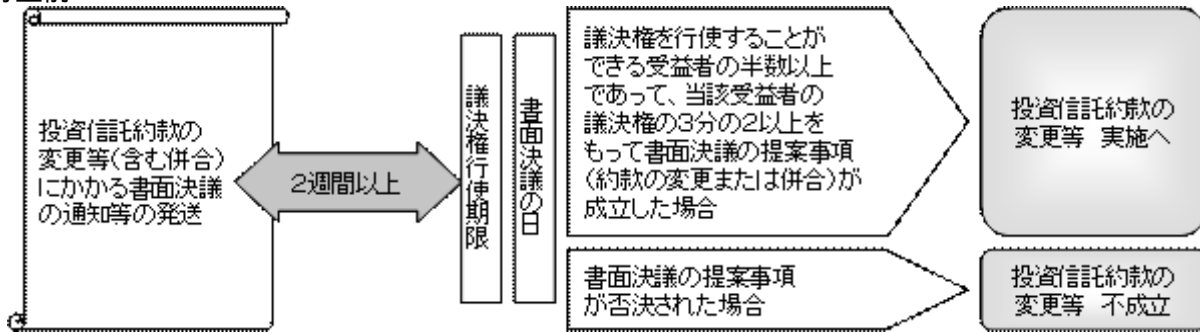 投資信託約款の
変更等(含む併合)
にかかる書面決議
の通知等の発送
2週間以上
議決権行使期限
書面決議の日
議決権を行使することが
できる受益者の半数以上
であって、当該受益者の
議決権の3分の2以上を
もって書面決議の提案事項
(約款の変更または併合)が
成立した場合
投資信託約款の
変更等 実施へ
書面決議の提案事項
が否決された場合
投資信託約款の
変更等 不成立